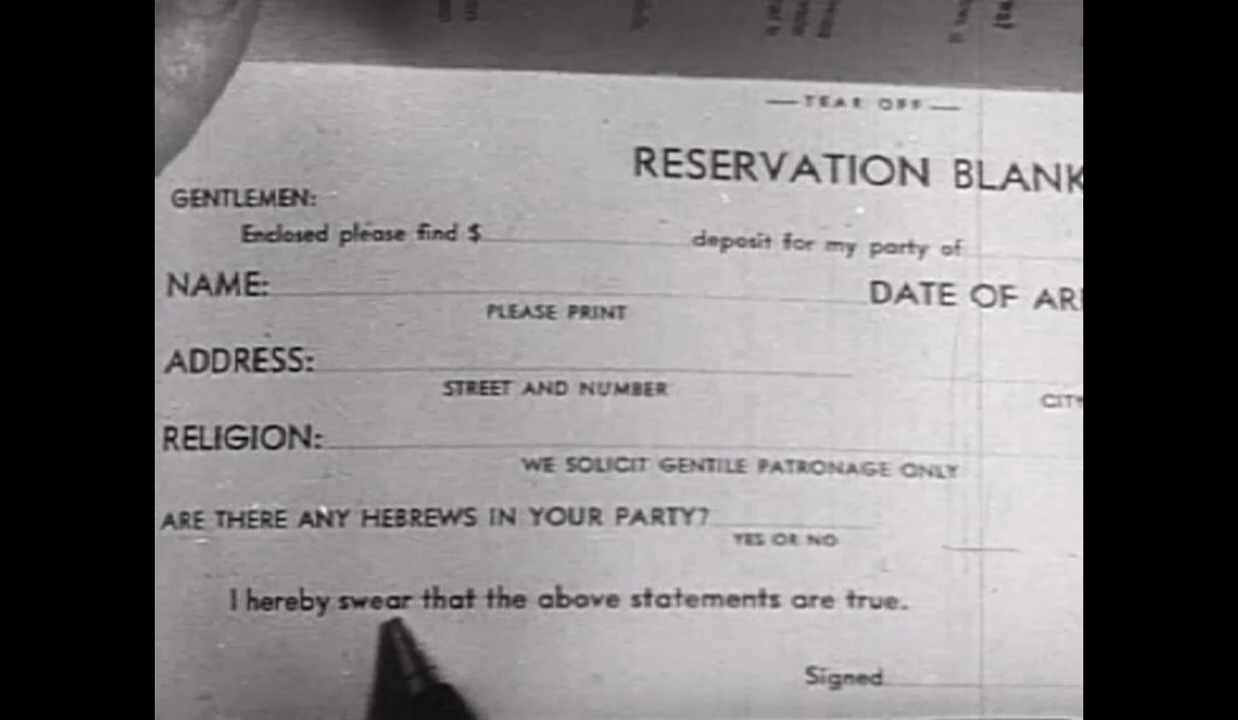 — TEAR OFF —
RESERVATION BLANK
GENTLEMEN:
Enclosed please find $ deposit for my party of
NAME: DATE OF ARI
PLEASE PRINT
ADDRESS:
STREET AND NUMBER CITY
RELIGION:
WE SOLICIT GENTILE PATRONAGE ONLY
ARE THERE ANY HEBREWS IN YOUR PARTY?
YES OR NO
I hereby swear that the above statements are true.
Signed